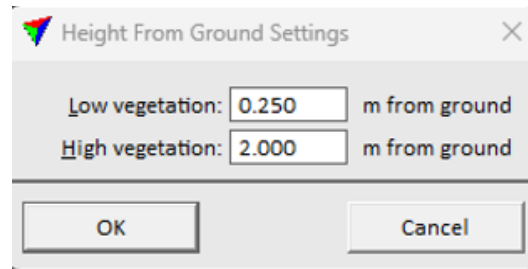 Height From Ground Settings
Low vegetation: 0.250 m from ground
High vegetation: 2.000 m from ground
OK Cancel